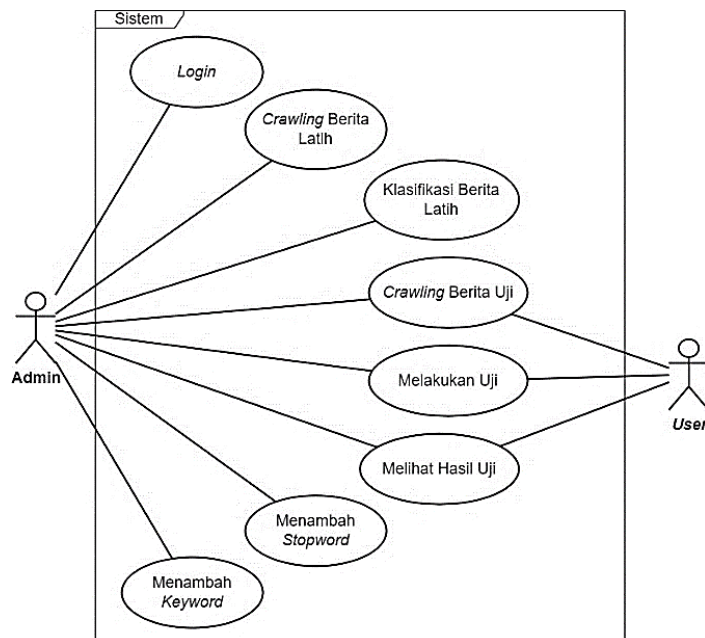 Sistem
Login
Crawling Berita
Latih
Klasifikasi Berita
Latih
Crawling Berita Uji
Admin
Melakukan Uji
User
Melihat Hasil Uji
Menambah
Stopword
Menambah
Keyword